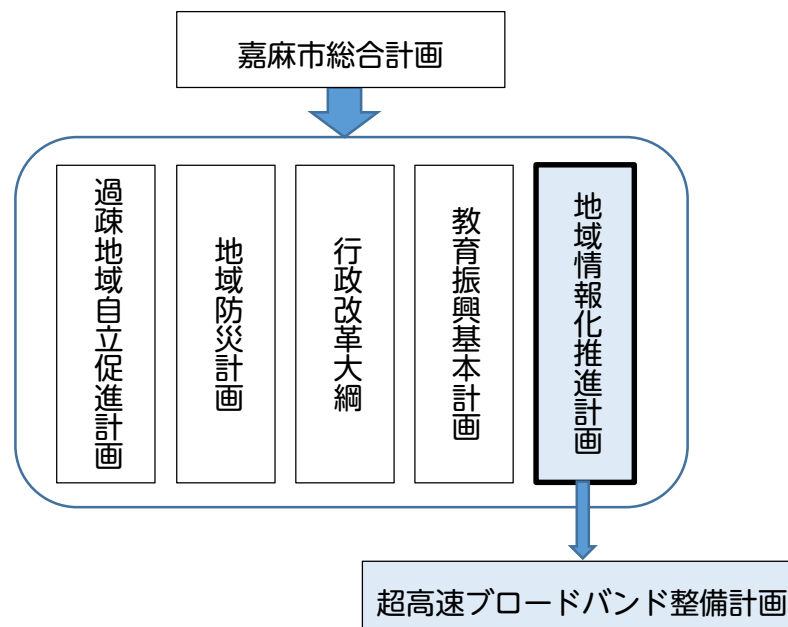 嘉麻市総合計画
過疎地域自立促進計画
地域防災計画
行政改革大綱
教育振興基本計画
地域情報化推進計画
超高速ブロードバンド整備計画